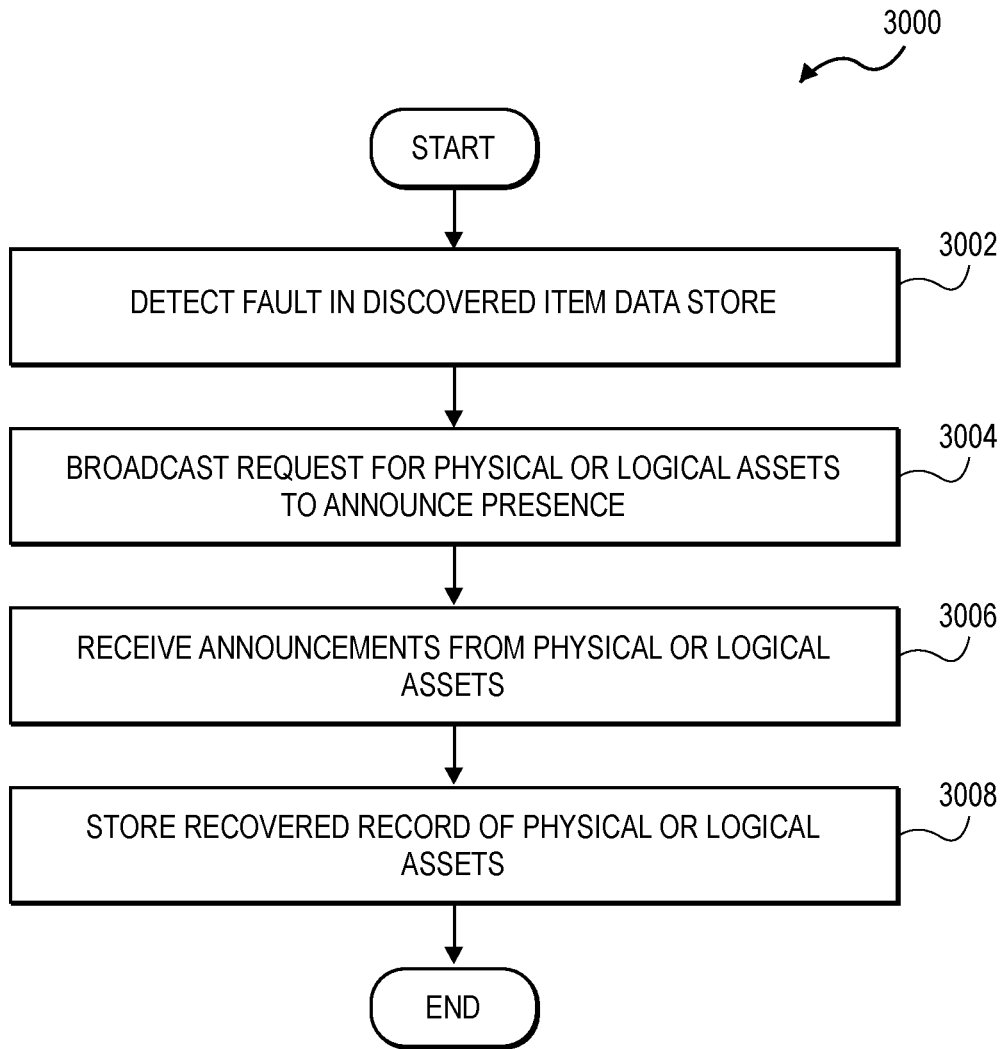 3000
START
3002
DETECT FAULT IN DISCOVERED ITEM DATA STORE
3004
BROADCAST REQUEST FOR PHYSICAL OR LOGICAL ASSETS
TO ANNOUNCE PRESENCE
3006
RECEIVE ANNOUNCEMENTS FROM PHYSICAL OR LOGICAL
ASSETS
3008
STORE RECOVERED RECORD OF PHYSICAL OR LOGICAL
ASSETS
END